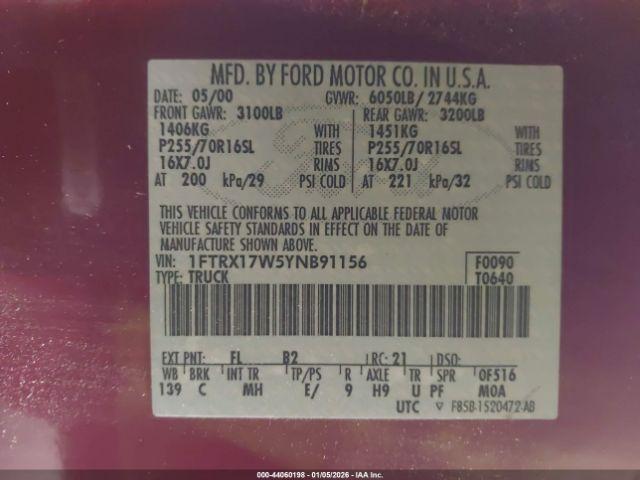 MFD. BY FORD MOTOR CO. IN U.S.A.
DATE: 05/00 GVWR: 6050LB/ 2744KG
FRONT GAWR: 3100LB REAR GAWR: 3200LB
1406KG WITH 1451KG WITH
P255/70R16SL TIRES P255/70R16SL TIRES
16X7.0J RIMS 16X7.0J RIMS
AT 200 kPa/29 PSI COLD AT 221 kPa/32 PSI COLD
THIS VEHICLE CONFORMS TO ALL APPLICABLE FEDERAL MOTOR
VEHICLE SAFETY STANDARDS IN EFFECT ON THE DATE OF
MANUFACTURE SHOWN ABOVE.
VIN: 1FTRX17W5YNB91156 F0090
TYPE: TRUCK T0640
EXT PNT: FL B2 RC: 21 DSO:
WB BRK INT TR TP/PS R AXLE TR SPR OF516
139 C MH E/ 9 H9 U PF MOA
UTC ▽ F85B-1520472-AB
000-44060198 - 01/05/2026 - IAAI.com